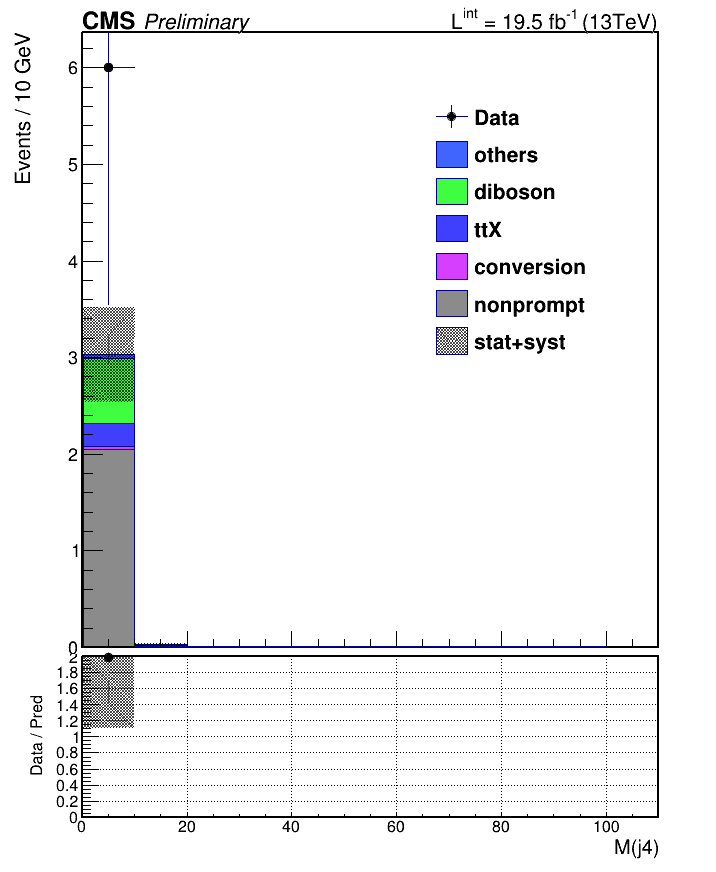 CMS Preliminary
L^int = 19.5 fb^-1 (13TeV)
Events / 10 GeV
6
5
4
3
2
1
0
Data
others
diboson
ttX
conversion
nonprompt
stat+syst
Data / Pred
2
1.8
1.6
1.4
1.2
1
0.8
0.6
0.4
0.2
0
0 20 40 60 80 100
M(j4)